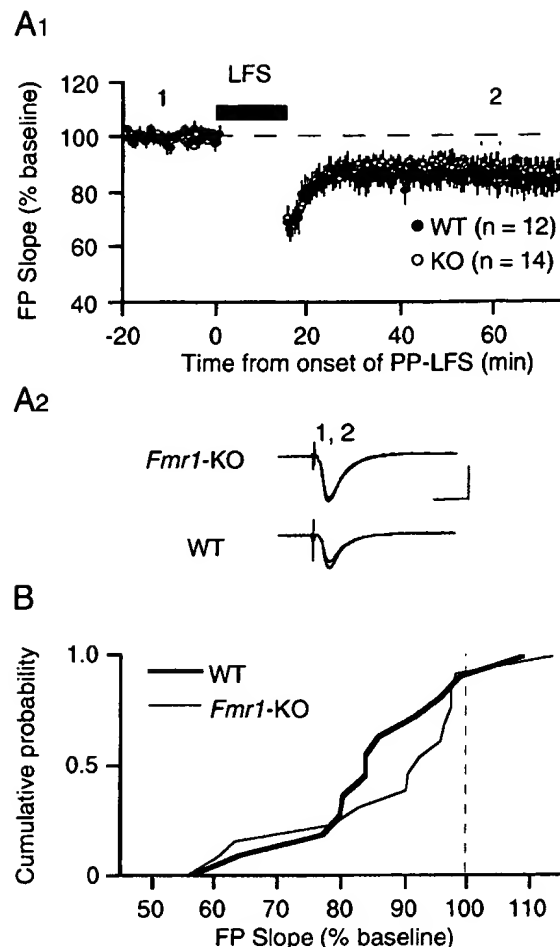 A1
LFS
1
2
120
100
80
60
40
FP Slope (% baseline)
WT (n = 12)
KO (n = 14)
-20 0 20 40 60
Time from onset of PP-LFS (min)
A2
1, 2
Fmr1-KO
WT
B
1.0
0.5
0
Cumulative probability
WT
Fmr1-KO
50 60 70 80 90 100 110
FP Slope (% baseline)